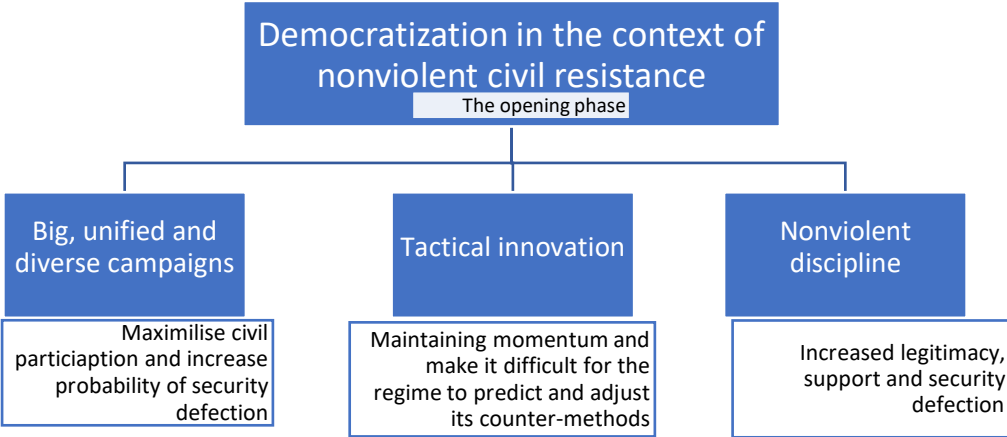 Democratization in the context of
nonviolent civil resistance
The opening phase
Big, unified and
diverse campaigns
Maximilise civil
particiaption and increase
probability of security
defection
Tactical innovation
Maintaining momentum and
make it difficult for the
regime to predict and adjust
its counter-methods
Nonviolent
discipline
Increased legitimacy,
support and security
defection